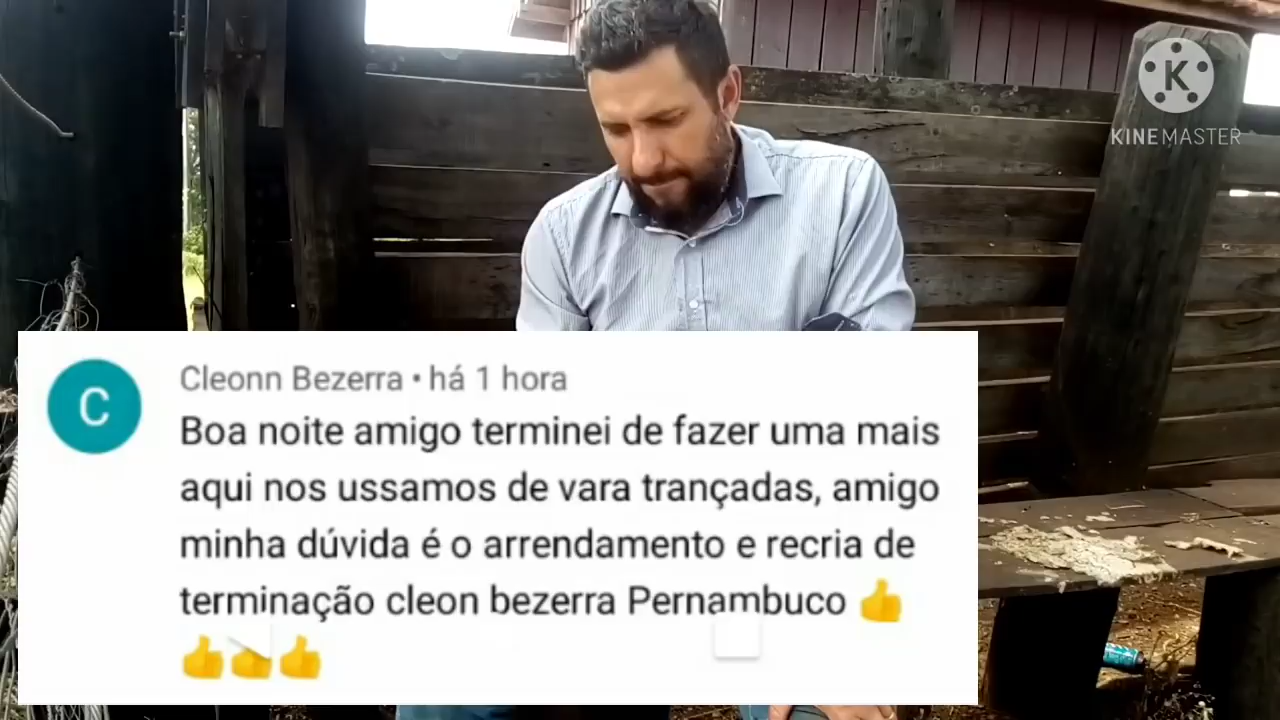 K
KINEMASTER
C
Cleonn Bezerra • há 1 hora
Boa noite amigo terminei de fazer uma mais
aqui nos ussamos de vara trançadas, amigo
minha dúvida é o arrendamento e recria de
terminação cleon bezerra Pernambuco 👍
👍👍👍